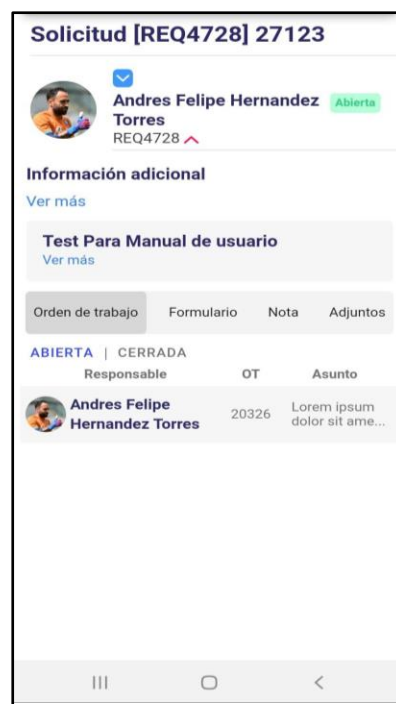 Solicitud [REQ4728] 27123
Andres Felipe Hernandez Abierta
Torres
REQ4728
Información adicional
Ver más
Test Para Manual de usuario
Ver más
Orden de trabajo Formulario Nota Adjuntos
ABIERTA | CERRADA
Responsable OT Asunto
Andres Felipe Hernandez Torres 20326 Lorem ipsum dolor sit ame...